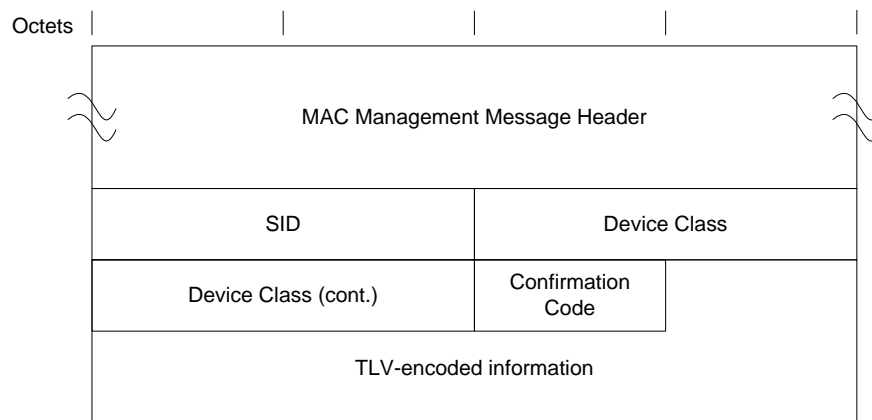 Octets
MAC Management Message Header
SID
Device Class
Device Class (cont.)
Confirmation
Code
TLV-encoded information